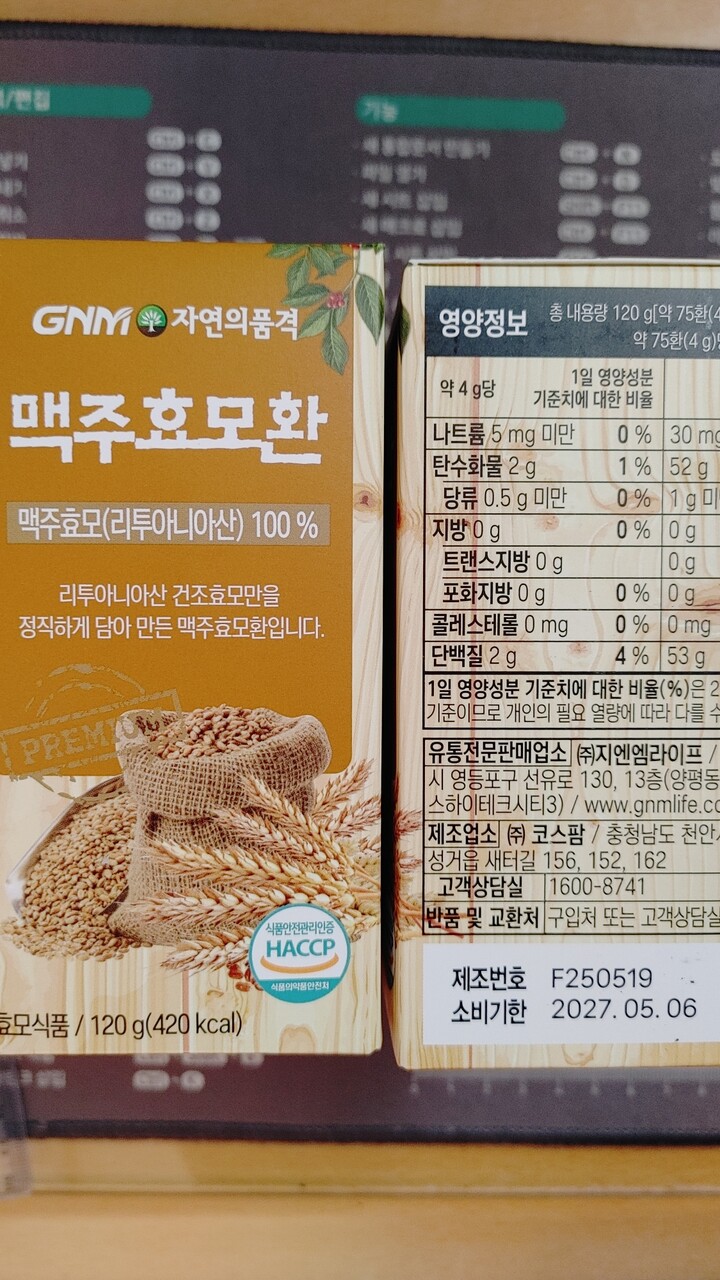 기능
GNM 자연의품격
맥주효모환
맥주효모(리투아니아산) 100 %
리투아니아산 건조효모만을
정직하게 담아 만든 맥주효모환입니다.
PREMIUM
식품안전관리인증
HACCP
식품의약품안전처
효모식품 / 120 g(420 kcal)
영양정보
총 내용량 120 g[약 75환(4
약 75환(4 g)당
약 4 g당
1일 영양성분
기준치에 대한 비율
나트륨 5 mg 미만 0 % 30 mg
탄수화물 2 g 1 % 52 g
당류 0.5 g 미만 0 % 1 g 미
지방 0 g 0 % 0 g
트랜스지방 0 g 0 g
포화지방 0 g 0 % 0 g
콜레스테롤 0 mg 0 % 0 mg
단백질 2 g 4 % 53 g
1일 영양성분 기준치에 대한 비율(%)은 2
기준이므로 개인의 필요 열량에 따라 다를 수
유통전문판매업소 ㈜지엔엠라이프 /
시 영등포구 선유로 130, 13층(양평동
스하이테크시티3) / www.gnmlife.co
제조업소 ㈜ 코스팜 / 충청남도 천안시
성거읍 새터길 156, 152, 162
고객상담실 1600-8741
반품 및 교환처 구입처 또는 고객상담실
제조번호 F250519
소비기한 2027. 05. 06